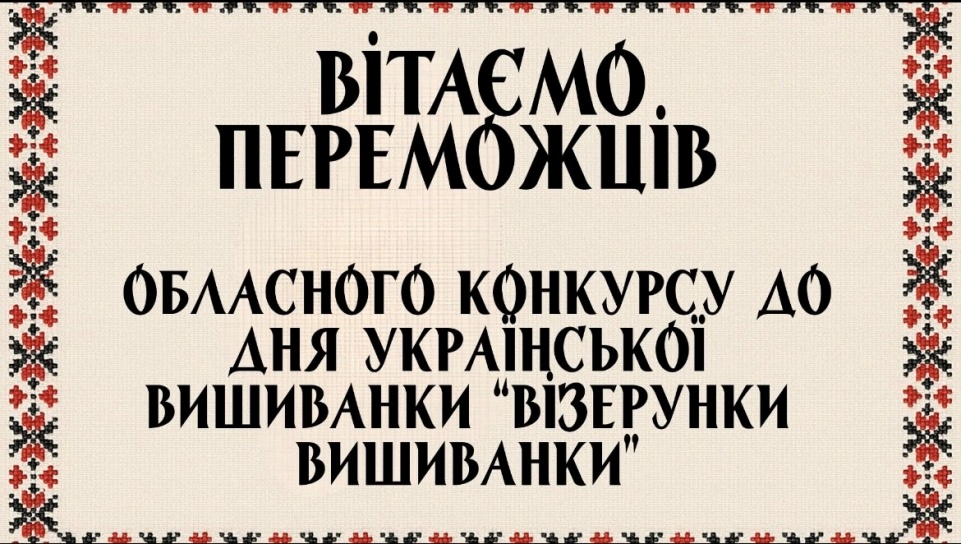 ВІТАЄМО
ПЕРЕМОЖЦІВ
ОБЛАСНОГО КОНКУРСУ ДО
ДНЯ УКРАЇНСЬКОЇ
ВИШИВАНКИ “ВІЗЕРУНКИ
ВИШИВАНКИ"